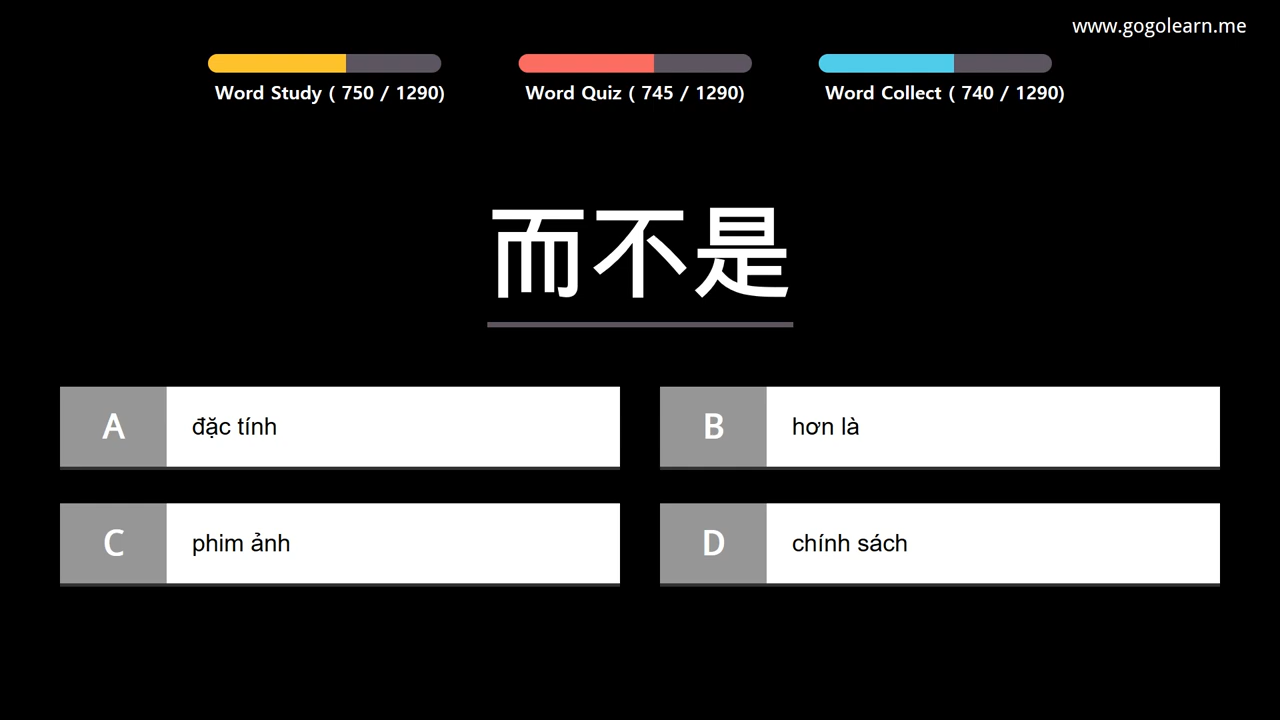 www.gogolearn.me
Word Study ( 750 / 1290)
Word Quiz ( 745 / 1290)
Word Collect ( 740 / 1290)
而不是
A đặc tính
B hơn là
C phim ảnh
D chính sách